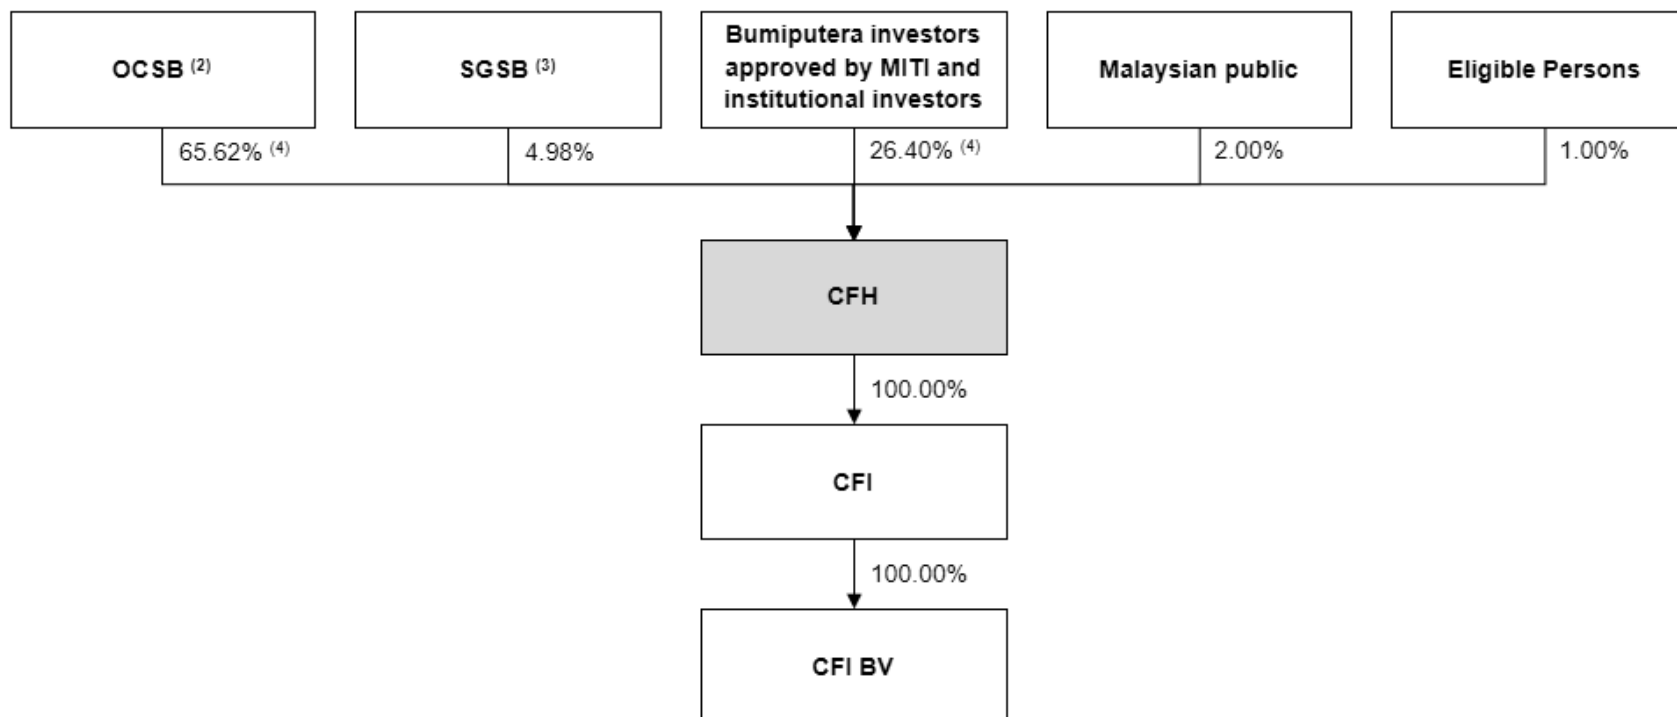 OCSB (2)
SGSB (3)
Bumiputera investors
approved by MITI and
institutional investors
Malaysian public
Eligible Persons
65.62% (4)
4.98%
26.40% (4)
2.00%
1.00%
CFH
100.00%
CFI
100.00%
CFI BV